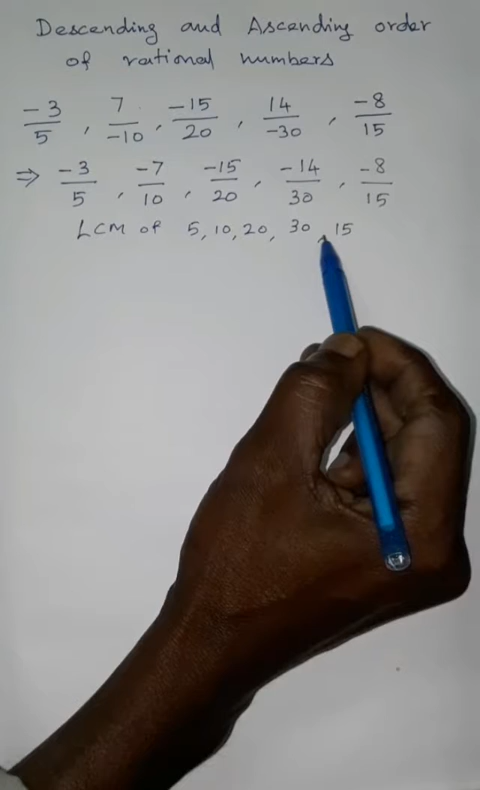 Descending and Ascending order
of rational numbers
-3/5 , 7/-10 , -15/20 , 14/-30 , -8/15
⇒ -3/5 , -7/10 , -15/20 , -14/30 , -8/15
LCM of 5, 10, 20, 30, 15